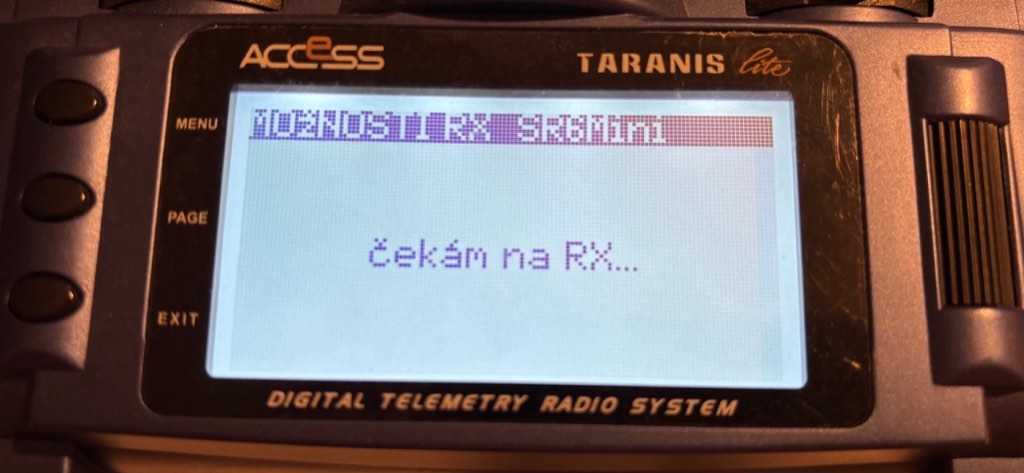 ACCESS
TARANIS lite
MENU
MOŽNOSTI RX SR6Mini
PAGE
čekám na RX...
EXIT
DIGITAL TELEMETRY RADIO SYSTEM